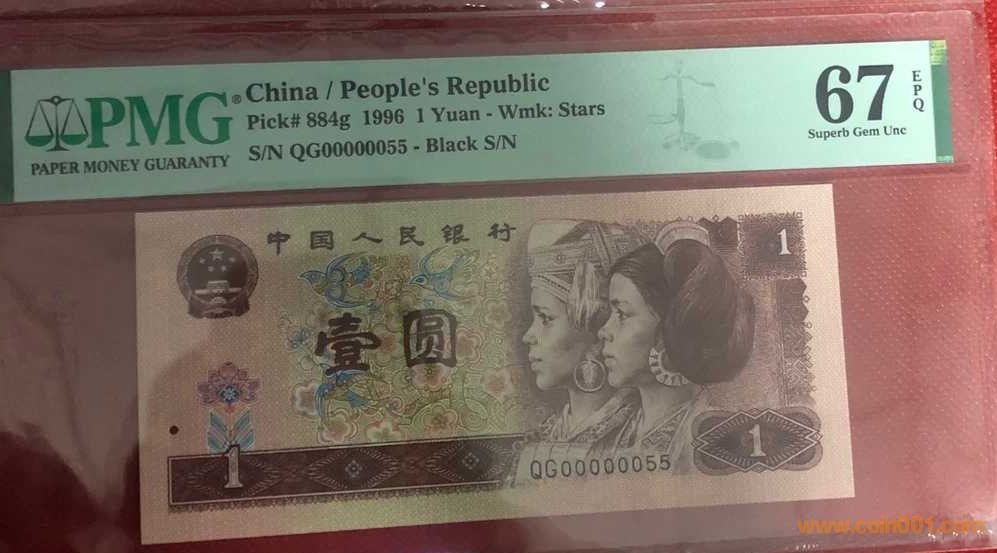 PMG®
PAPER MONEY GUARANTY
China / People's Republic
Pick# 884g 1996 1 Yuan - Wmk: Stars
S/N QG00000055 - Black S/N
67
EPQ
Superb Gem Unc
中国人民银行
1
壹圆
1
QG00000055
1
www.coin001.com